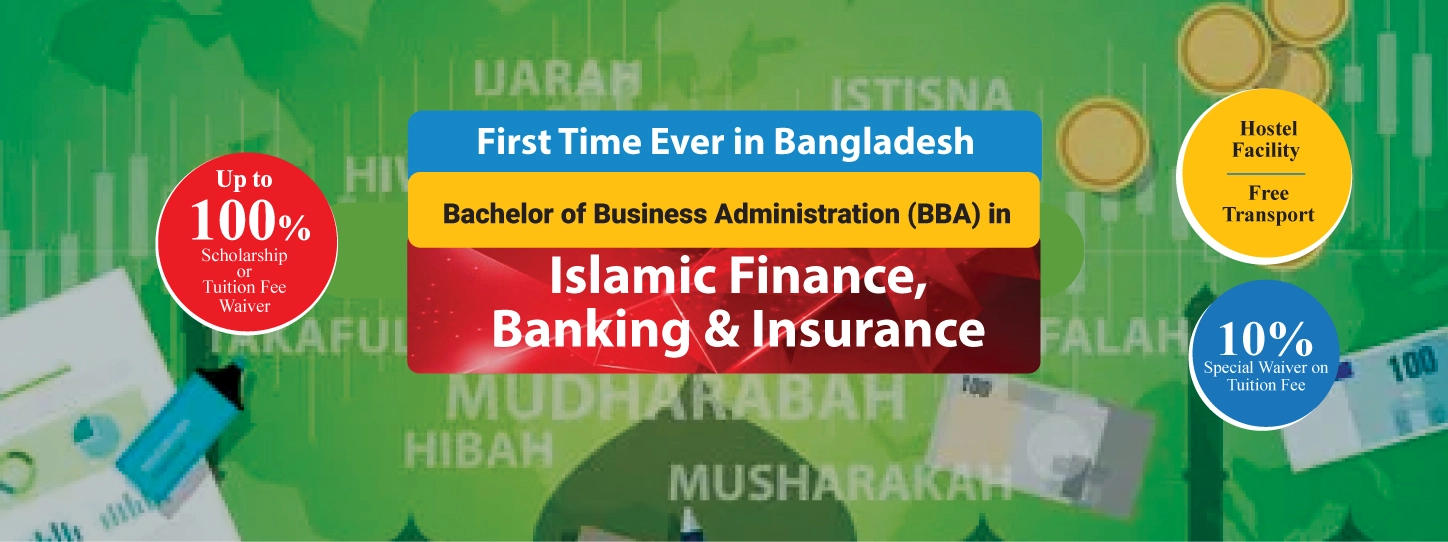 IJARAH
ISTISNA
First Time Ever in Bangladesh
Bachelor of Business Administration (BBA) in
Islamic Finance,
Banking & Insurance
Up to
100%
Scholarship
or
Tuition Fee
Waiver
Hostel
Facility
Free
Transport
10%
Special Waiver on
Tuition Fee
TAKAFUL
FALAH
MUDHARABAH
HIBAH
MUSHARAKAH
100
100